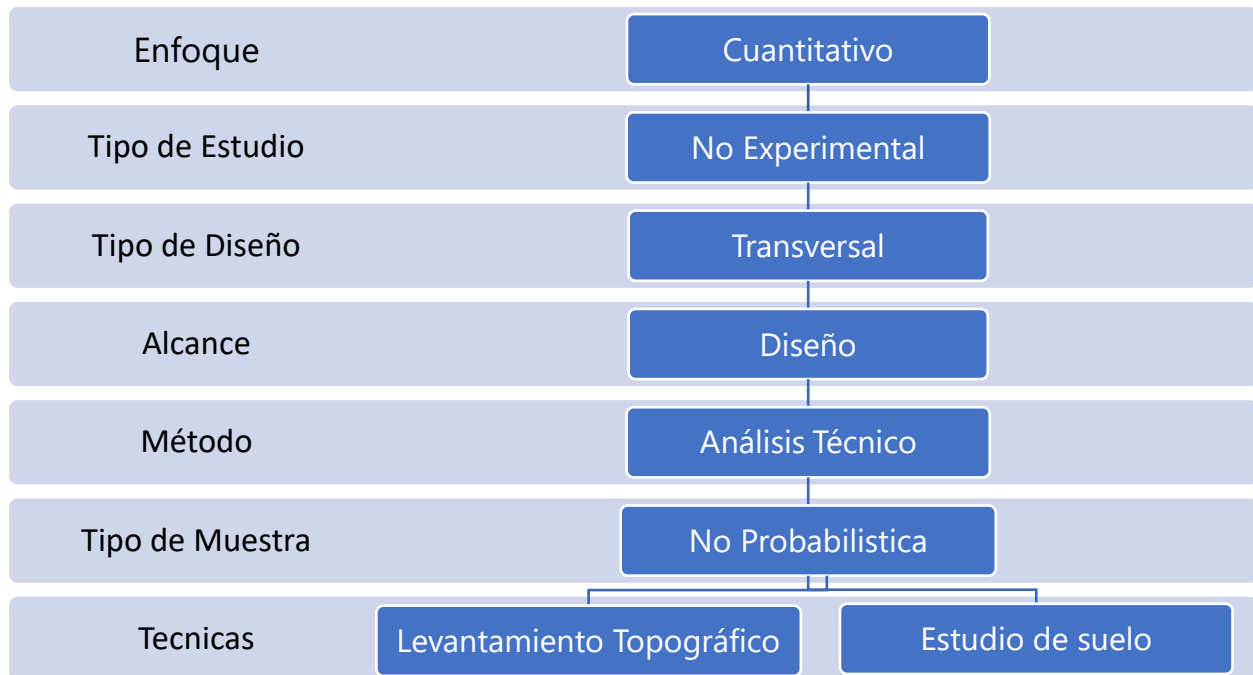 Enfoque
Cuantitativo
Tipo de Estudio
No Experimental
Tipo de Diseño
Transversal
Alcance
Diseño
Método
Análisis Técnico
Tipo de Muestra
No Probabilistica
Tecnicas
Levantamiento Topográfico
Estudio de suelo